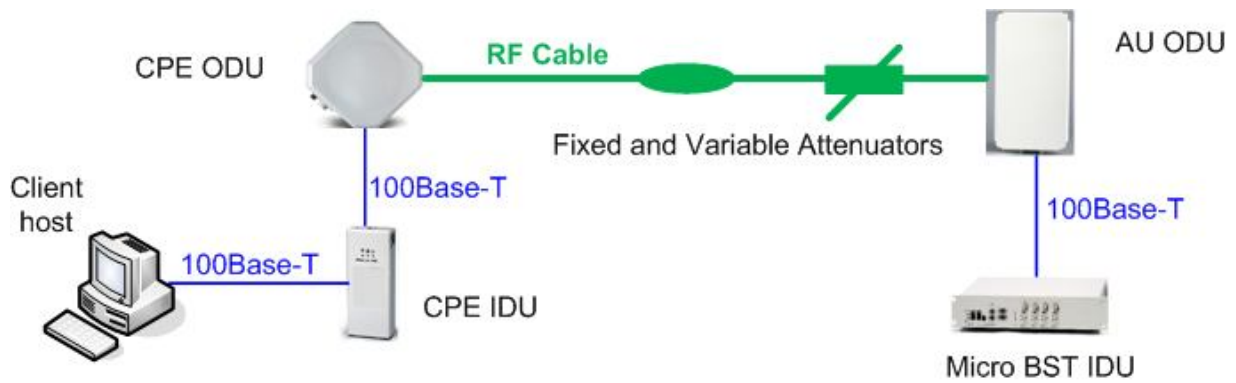 CPE ODU
RF Cable
AU ODU
Fixed and Variable Attenuators
100Base-T
Client
host
100Base-T
CPE IDU
100Base-T
Micro BST IDU